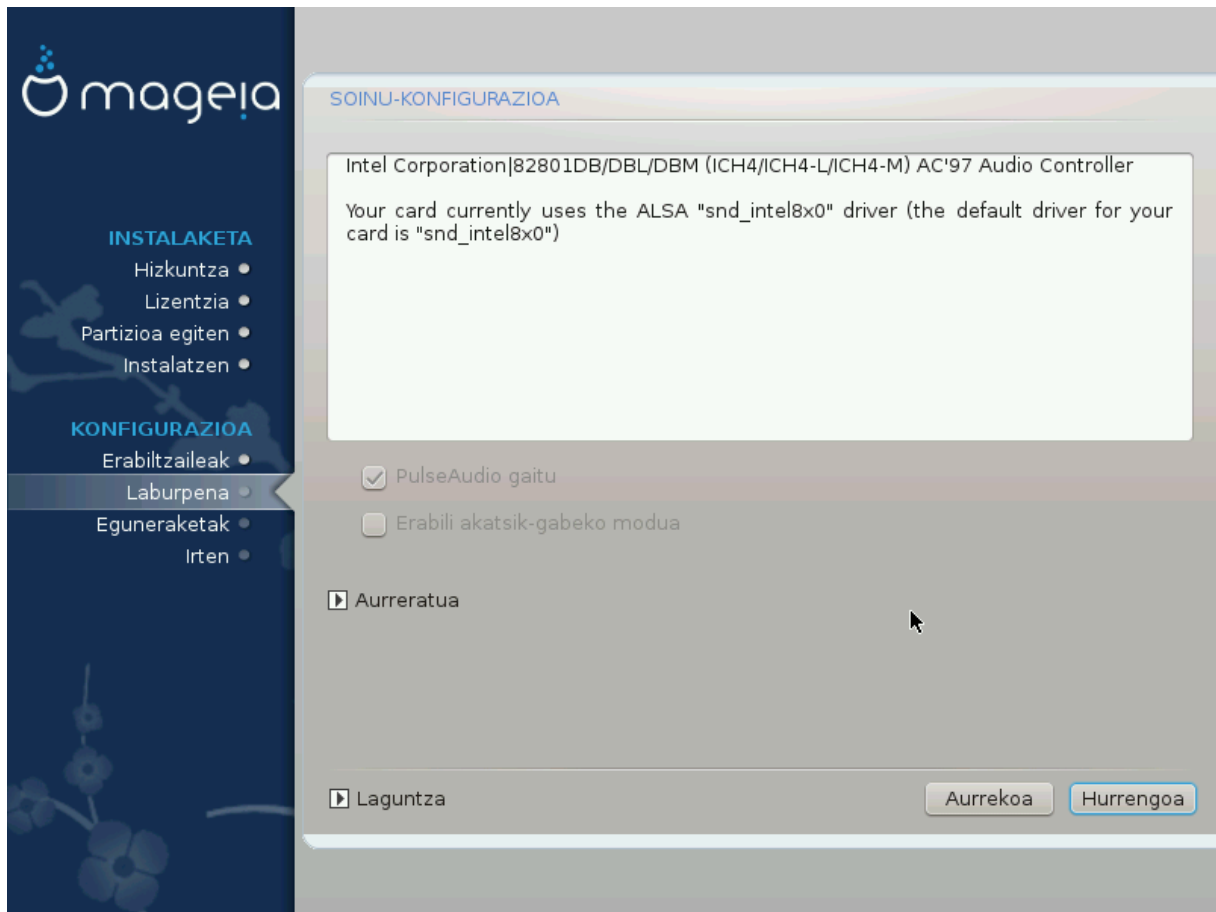 mageia
INSTALAKETA
Hizkuntza
Lizentzia
Partizioa egiten
Instalatzen
KONFIGURAZIOA
Erabiltzaileak
Laburpena
Eguneraketak
Irten
SOINU-KONFIGURAZIOA
Intel Corporation|82801DB/DBL/DBM (ICH4/ICH4-L/ICH4-M) AC'97 Audio Controller
Your card currently uses the ALSA "snd_intel8x0" driver (the default driver for your
card is "snd_intel8x0")
PulseAudio gaitu
Erabili akatsik-gabeko modua
Aurreratua
Laguntza
Aurrekoa
Hurrengoa